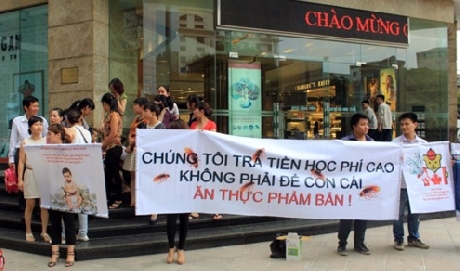 CHÀO MỪNG
CHÚNG TÔI TRẢ TIỀN HỌC PHÍ CAO
KHÔNG PHẢI ĐỂ CON CÁI
ĂN THỰC PHẨM BẨN !